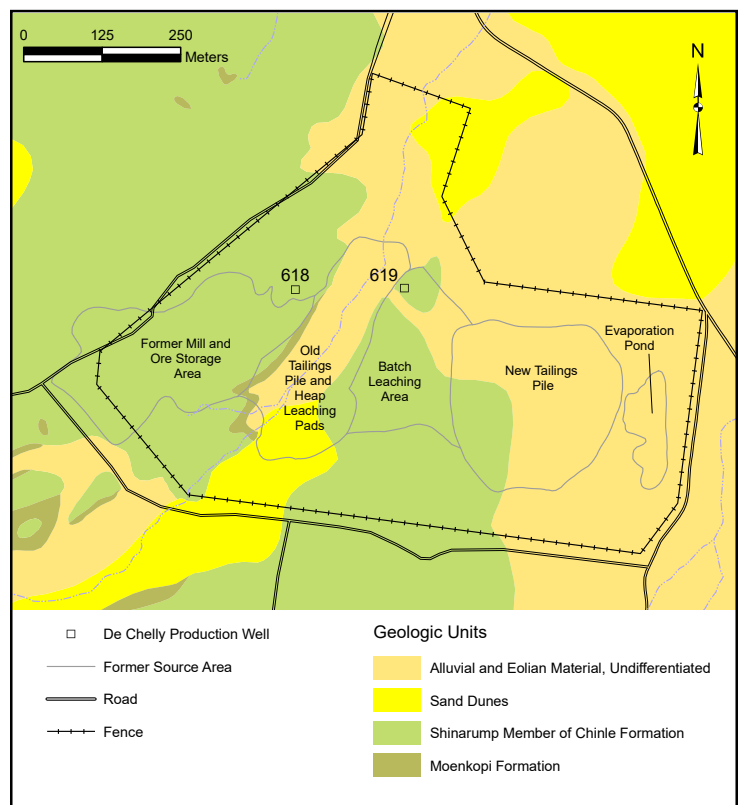 0 125 250
Meters
N
618
619
Former Mill and
Ore Storage
Area
Old
Tailings
Pile and
Heap
Leaching
Pads
Batch
Leaching
Area
New Tailings
Pile
Evaporation
Pond
De Chelly Production Well
Former Source Area
Road
Fence
Geologic Units
Alluvial and Eolian Material, Undifferentiated
Sand Dunes
Shinarump Member of Chinle Formation
Moenkopi Formation